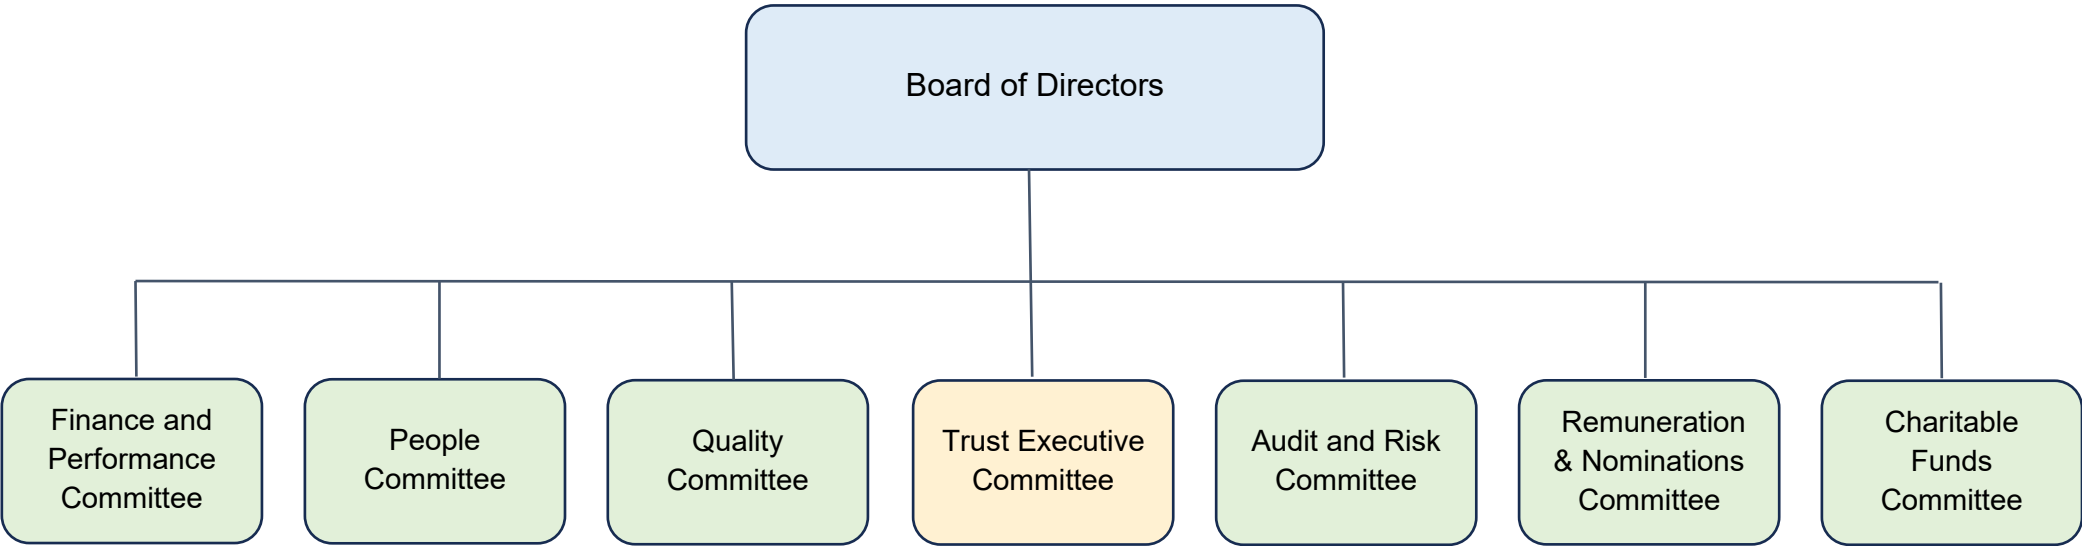 Board of Directors
Finance and
Performance
Committee
People
Committee
Quality
Committee
Trust Executive
Committee
Audit and Risk
Committee
Remuneration
& Nominations
Committee
Charitable
Funds
Committee